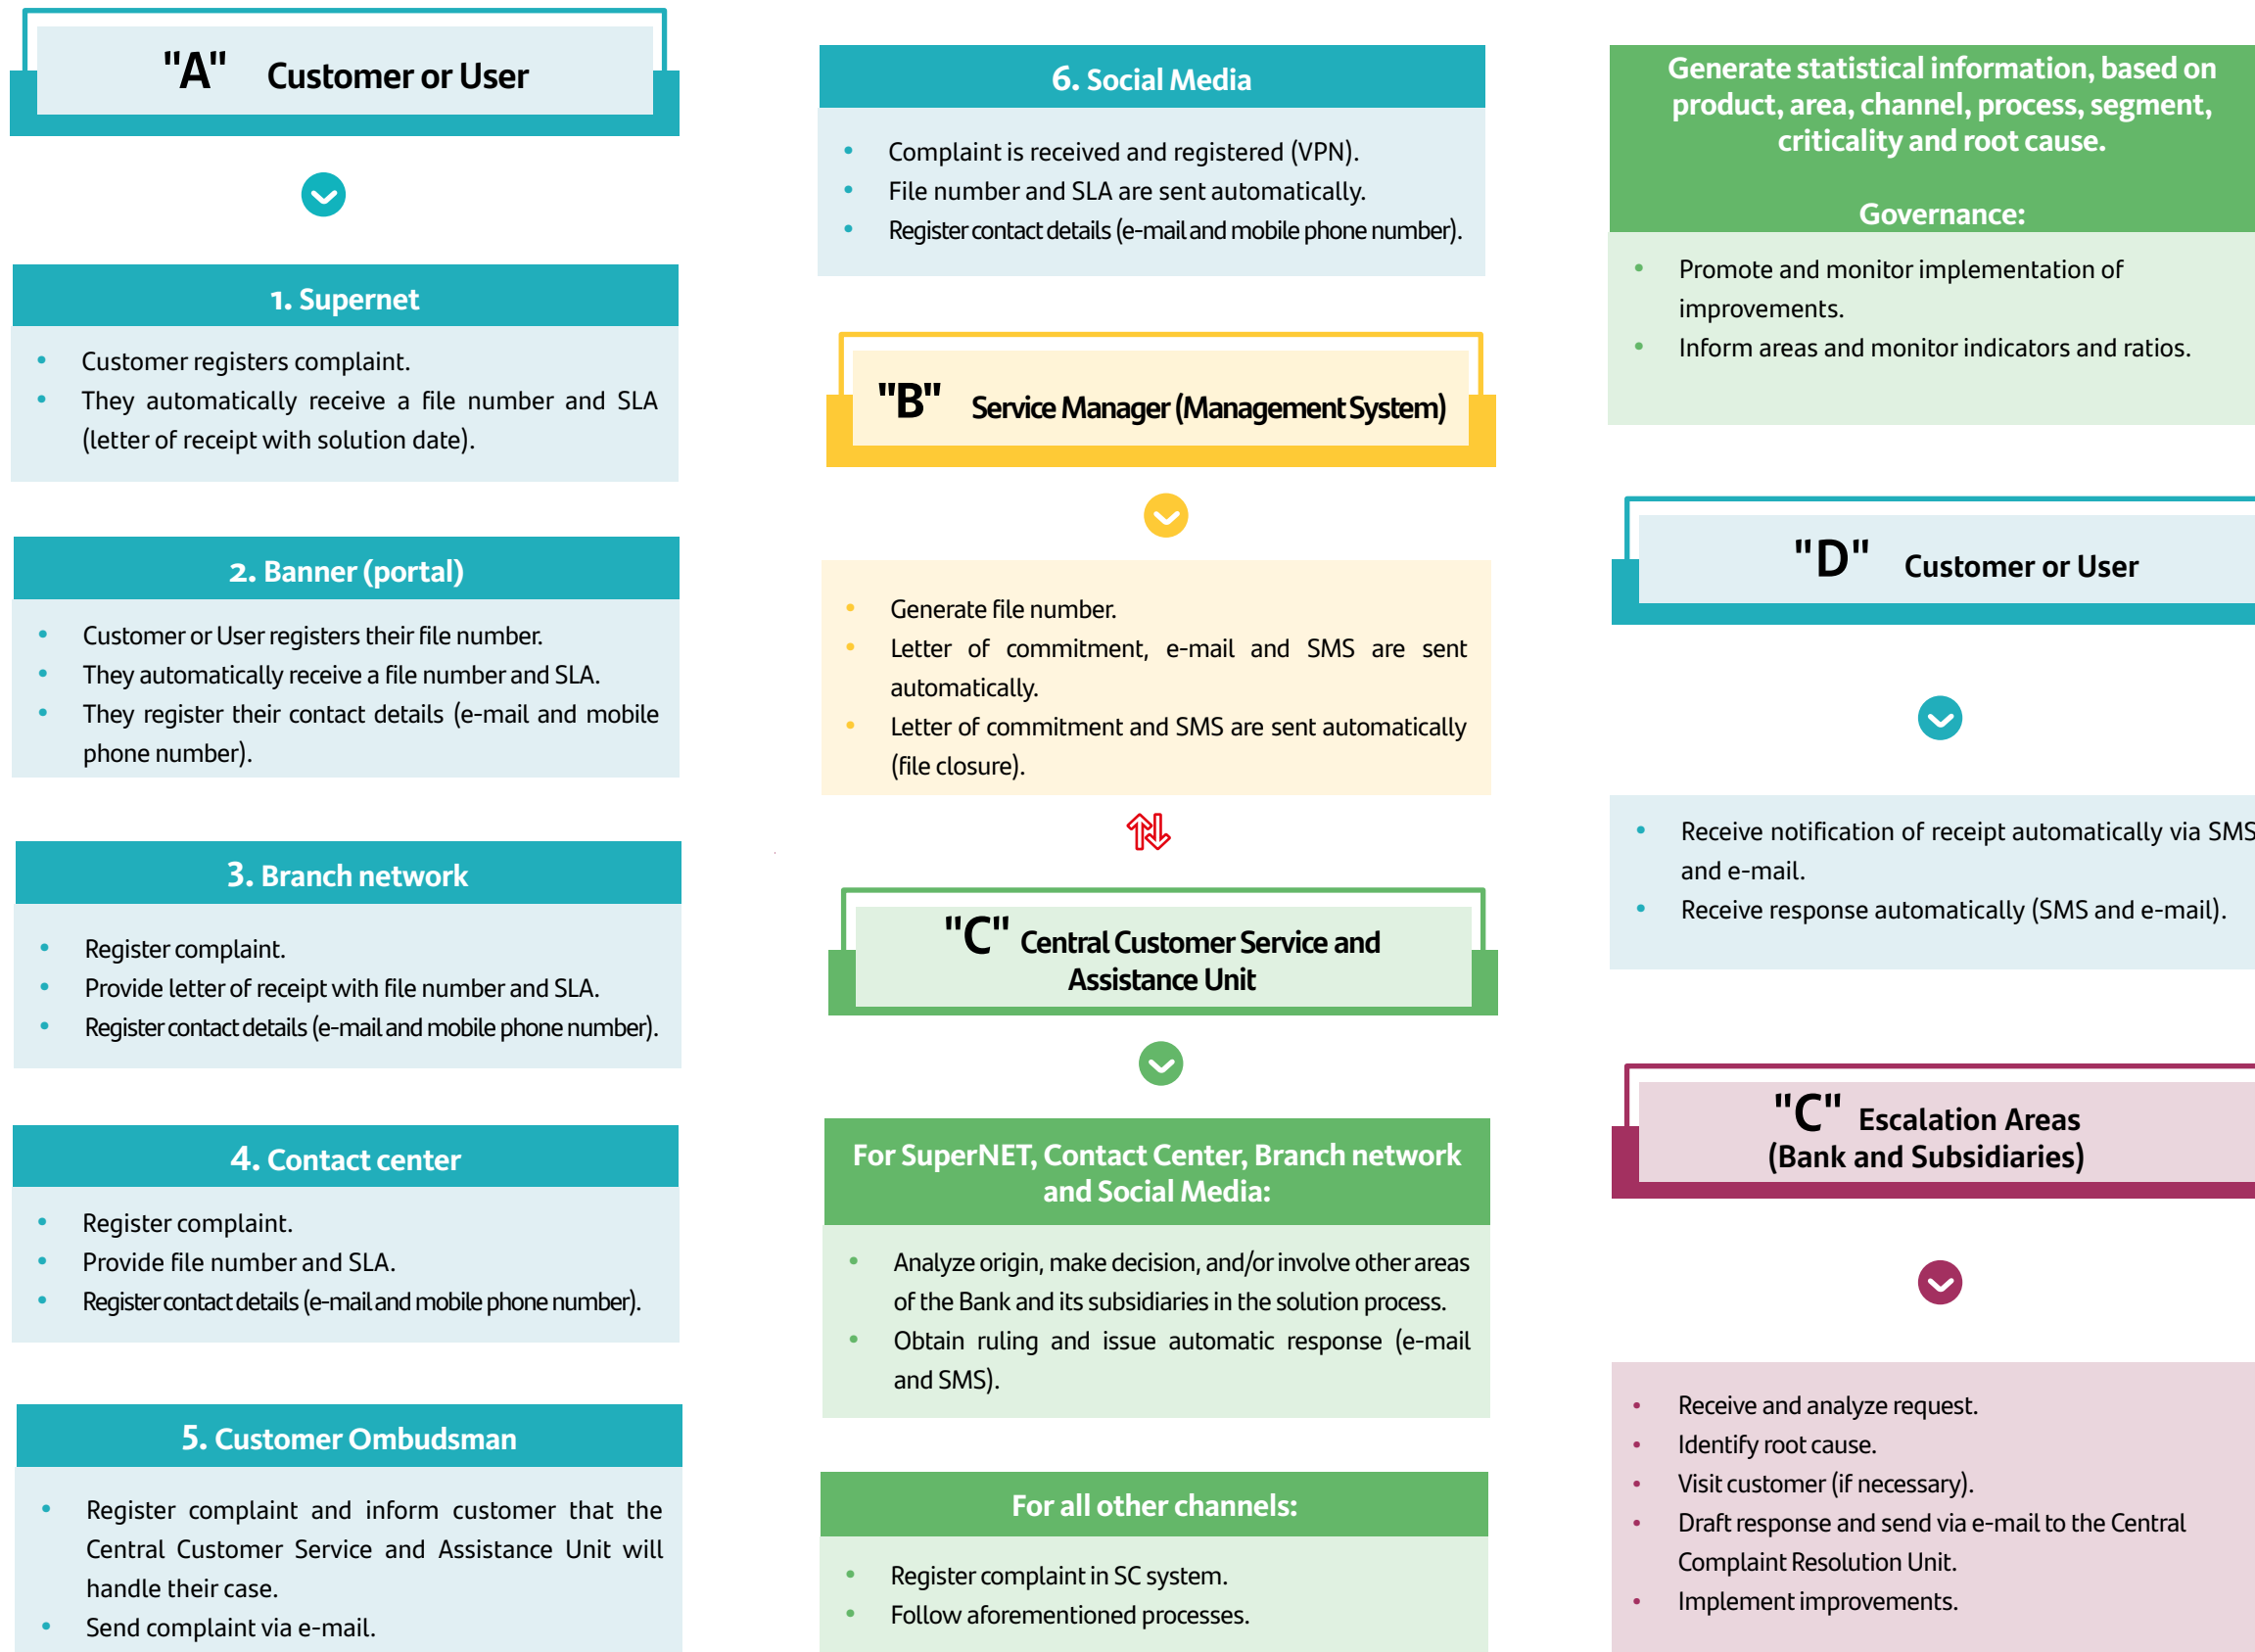 "A" Customer or User
1. Supernet
• Customer registers complaint.
• They automatically receive a file number and SLA
(letter of receipt with solution date).
2. Banner (portal)
• Customer or User registers their file number.
• They automatically receive a file number and SLA.
• They register their contact details (e-mail and mobile
phone number).
3. Branch network
• Register complaint.
• Provide letter of receipt with file number and SLA.
• Register contact details (e-mail and mobile phone number).
4. Contact center
• Register complaint.
• Provide file number and SLA.
• Register contact details (e-mail and mobile phone number).
5. Customer Ombudsman
• Register complaint and inform customer that the
Central Customer Service and Assistance Unit will
handle their case.
• Send complaint via e-mail.
6. Social Media
• Complaint is received and registered (VPN).
• File number and SLA are sent automatically.
• Register contact details (e-mail and mobile phone number).
"B" Service Manager (Management System)
• Generate file number.
• Letter of commitment, e-mail and SMS are sent
automatically.
• Letter of commitment and SMS are sent automatically
(file closure).
"C" Central Customer Service and
Assistance Unit
For SuperNET, Contact Center, Branch network
and Social Media:
• Analyze origin, make decision, and/or involve other areas
of the Bank and its subsidiaries in the solution process.
• Obtain ruling and issue automatic response (e-mail
and SMS).
For all other channels:
• Register complaint in SC system.
• Follow aforementioned processes.
Generate statistical information, based on
product, area, channel, process, segment,
criticality and root cause.
Governance:
• Promote and monitor implementation of
improvements.
• Inform areas and monitor indicators and ratios.
"D" Customer or User
• Receive notification of receipt automatically via SMS
and e-mail.
• Receive response automatically (SMS and e-mail).
"C" Escalation Areas
(Bank and Subsidiaries)
• Receive and analyze request.
• Identify root cause.
• Visit customer (if necessary).
• Draft response and send via e-mail to the Central
Complaint Resolution Unit.
• Implement improvements.